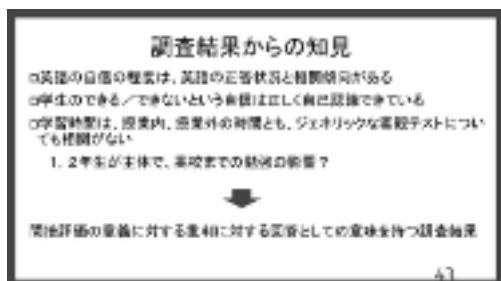 調査結果からの知見
□英語の自信の程度は、英語の正答状況と相関傾向がある
□学生のできる/できないという自信は正しく自己認識できている
□学習時間は、授業内、授業外の時間とも、ジェネリックな客観テストについ
ても相関がない
1、2年生が主体で、高校までの勉強の影響?
間接評価の意義に対する に対する回答としての意味を持つ調査結果
43